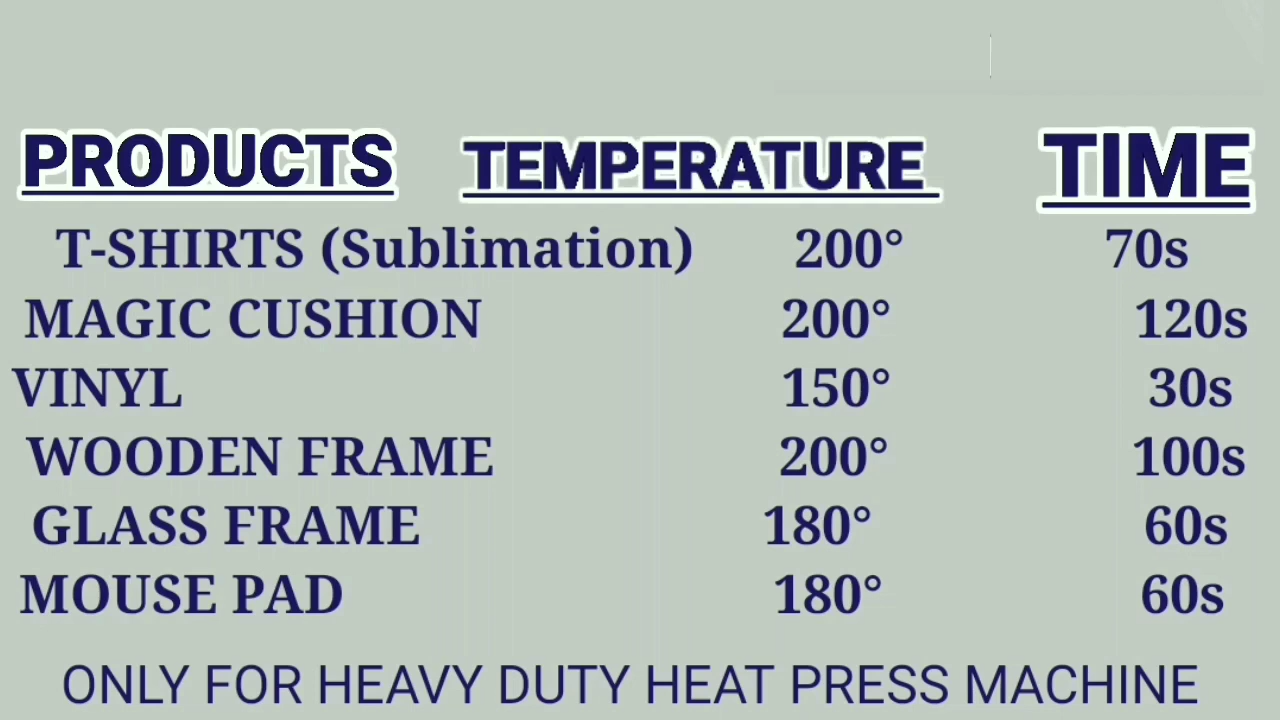 PRODUCTS TEMPERATURE TIME
T-SHIRTS (Sublimation) 200° 70s
MAGIC CUSHION 200° 120s
VINYL 150° 30s
WOODEN FRAME 200° 100s
GLASS FRAME 180° 60s
MOUSE PAD 180° 60s
ONLY FOR HEAVY DUTY HEAT PRESS MACHINE